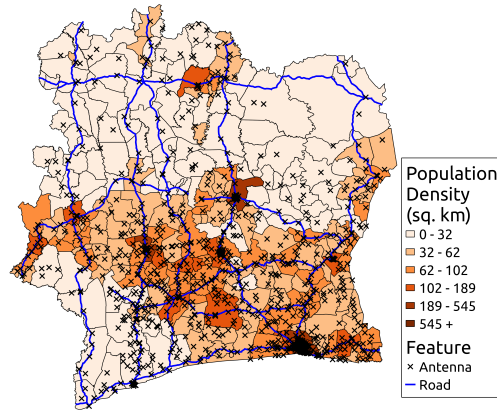 Population
Density
(sq. km)
0 - 32
32 - 62
62 - 102
102 - 189
189 - 545
545 +
Feature
Antenna
Road